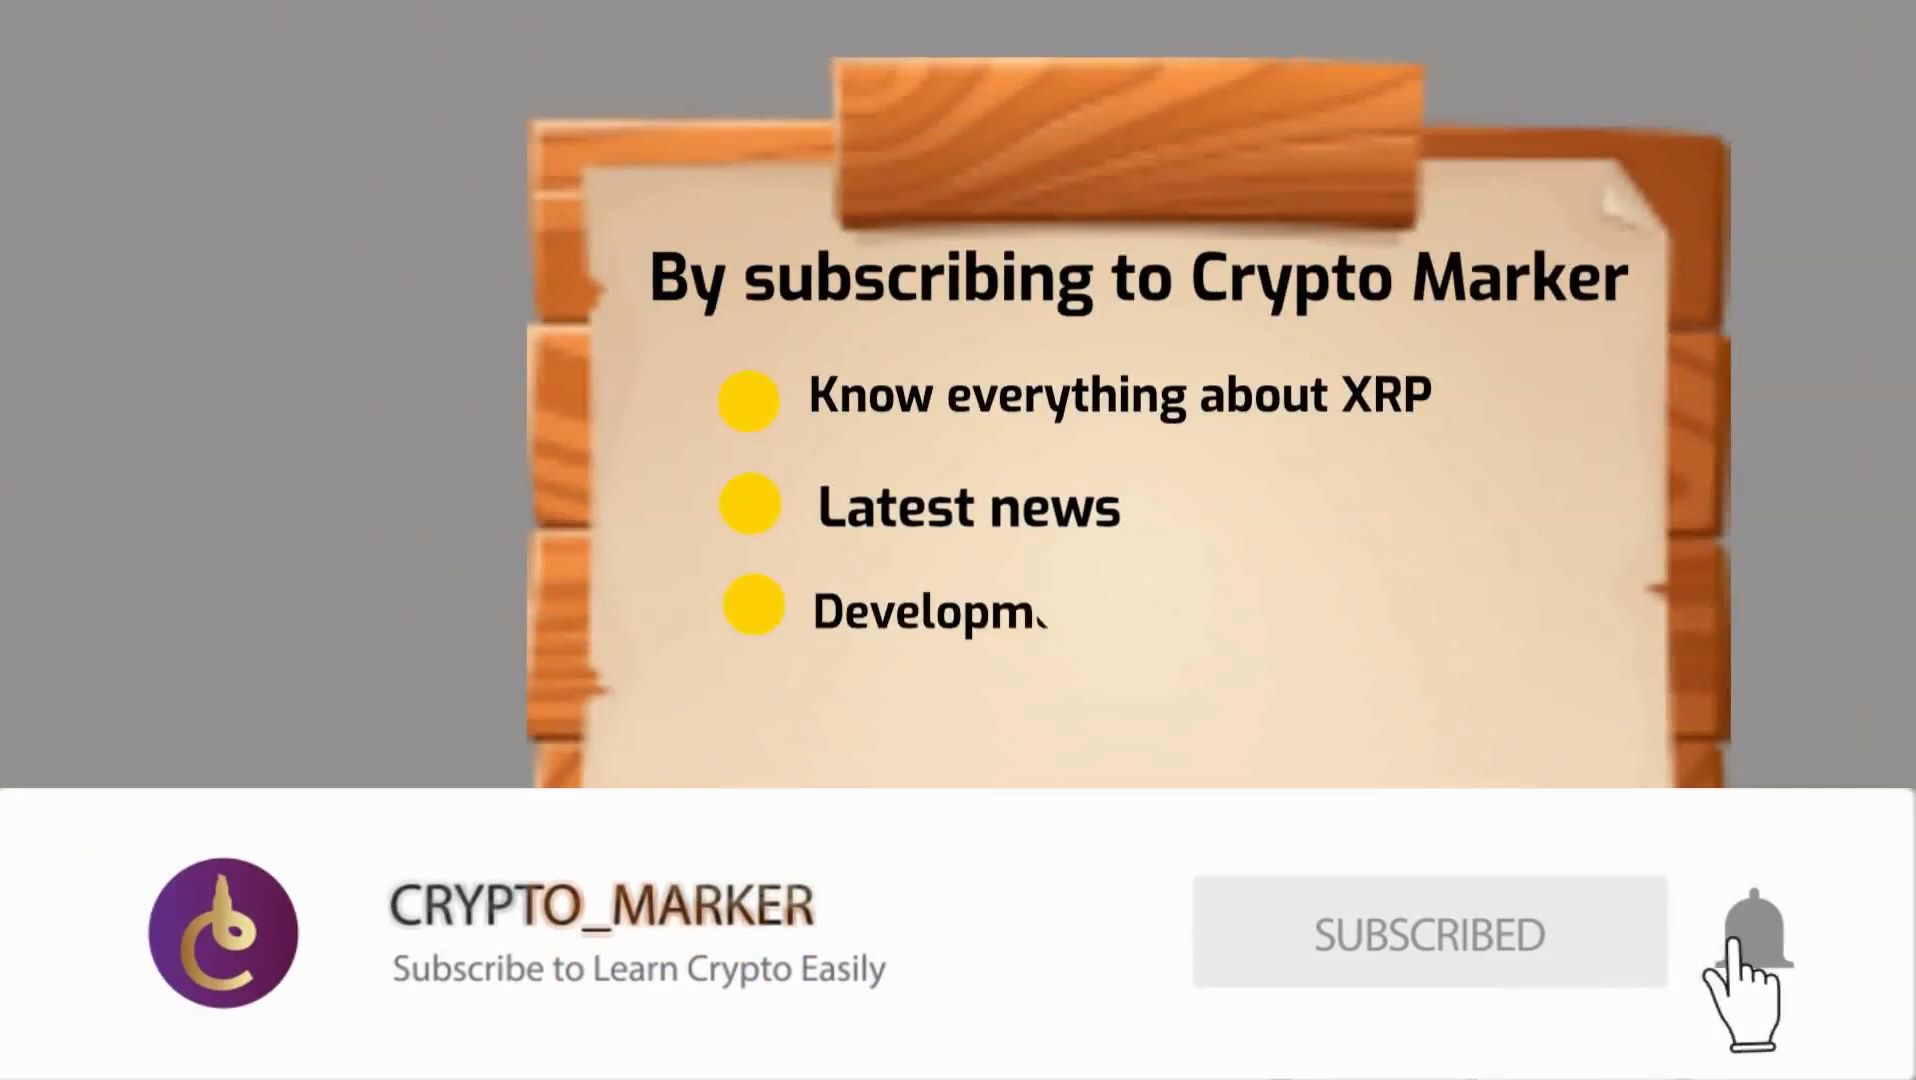 By subscribing to Crypto Marker
Know everything about XRP
Latest news
Developm
CRYPTO_MARKER
Subscribe to Learn Crypto Easily
SUBSCRIBED